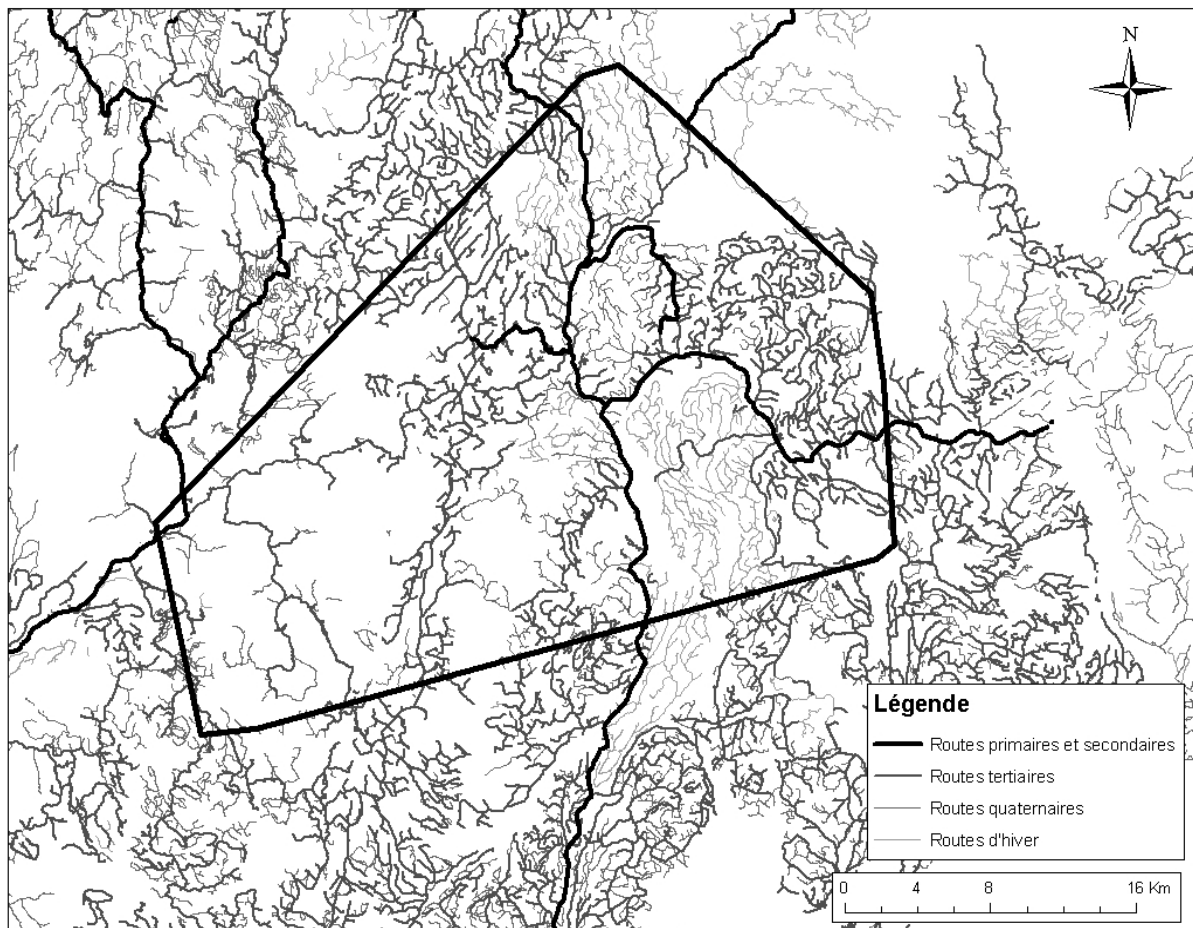 N
Légende
Routes primaires et secondaires
Routes tertiaires
Routes quaternaires
Routes d'hiver
0 4 8 16 Km